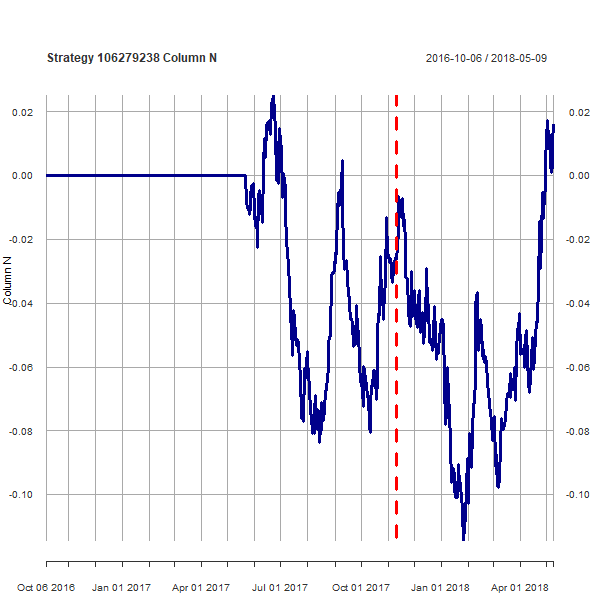 Strategy 106279238 Column N
2016-10-06 / 2018-05-09
0.02
0.02
0.00
0.00
-0.02
-0.02
Column N
-0.04
-0.04
-0.06
-0.06
-0.08
-0.08
-0.10
-0.10
Oct 06 2016
Jan 01 2017
Apr 01 2017
Jul 01 2017
Oct 01 2017
Jan 01 2018
Apr 01 2018